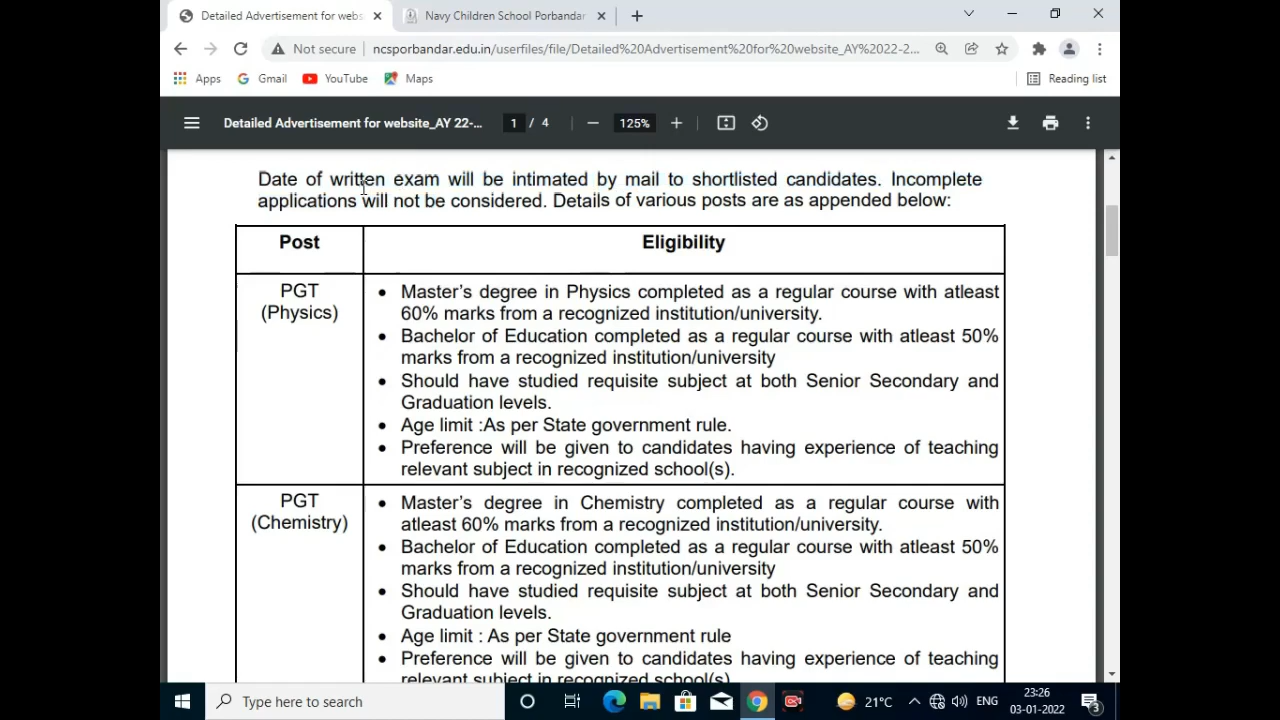 Detailed Advertisement for webs
Navy Children School Porbandar
Not secure
ncsporbandar.edu.in/userfiles/file/Detailed%20Advertisement%20for%20website_AY%2022-2...
Apps
Gmail
YouTube
Maps
Reading list
Detailed Advertisement for website_AY 22-...
1 / 4
125%
Date of written exam will be intimated by mail to shortlisted candidates. Incomplete
applications will not be considered. Details of various posts are as appended below:
Post
Eligibility
PGT
(Physics)
• Master's degree in Physics completed as a regular course with atleast
60% marks from a recognized institution/university.
• Bachelor of Education completed as a regular course with atleast 50%
marks from a recognized institution/university
• Should have studied requisite subject at both Senior Secondary and
Graduation levels.
• Age limit :As per State government rule.
• Preference will be given to candidates having experience of teaching
relevant subject in recognized school(s).
PGT
(Chemistry)
• Master's degree in Chemistry completed as a regular course with
atleast 60% marks from a recognized institution/university.
• Bachelor of Education completed as a regular course with atleast 50%
marks from a recognized institution/university
• Should have studied requisite subject at both Senior Secondary and
Graduation levels.
• Age limit : As per State government rule
• Preference will be given to candidates having experience of teaching
relevant subject in recognized school(s)
Type here to search
21°C
ENG
23:26
03-01-2022
3